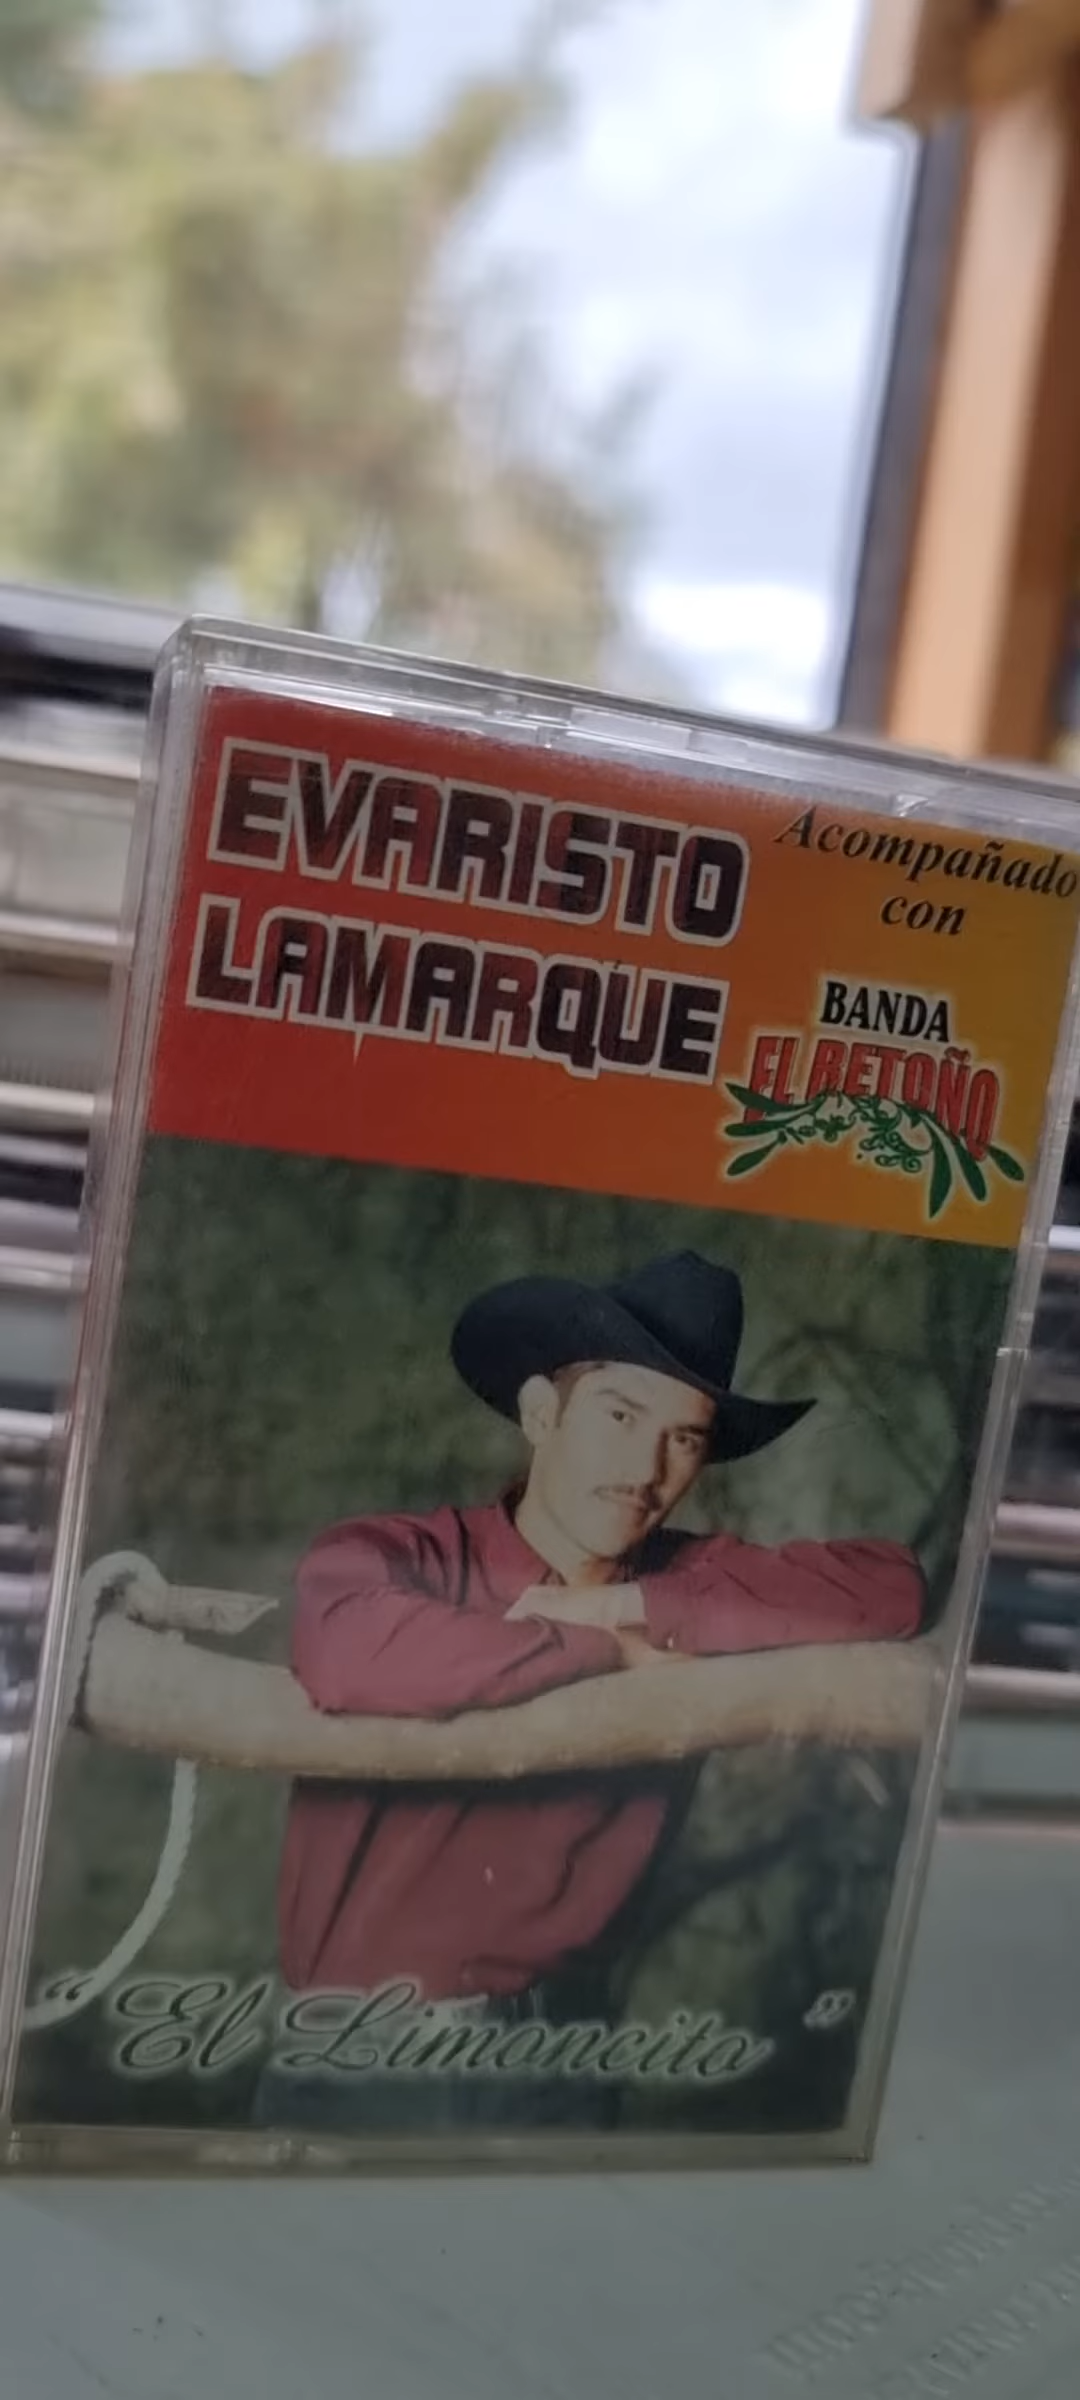 EVARISTO
LAMARQUE
Acompañado
con
BANDA
EL RETOÑO
"El Limoncito"